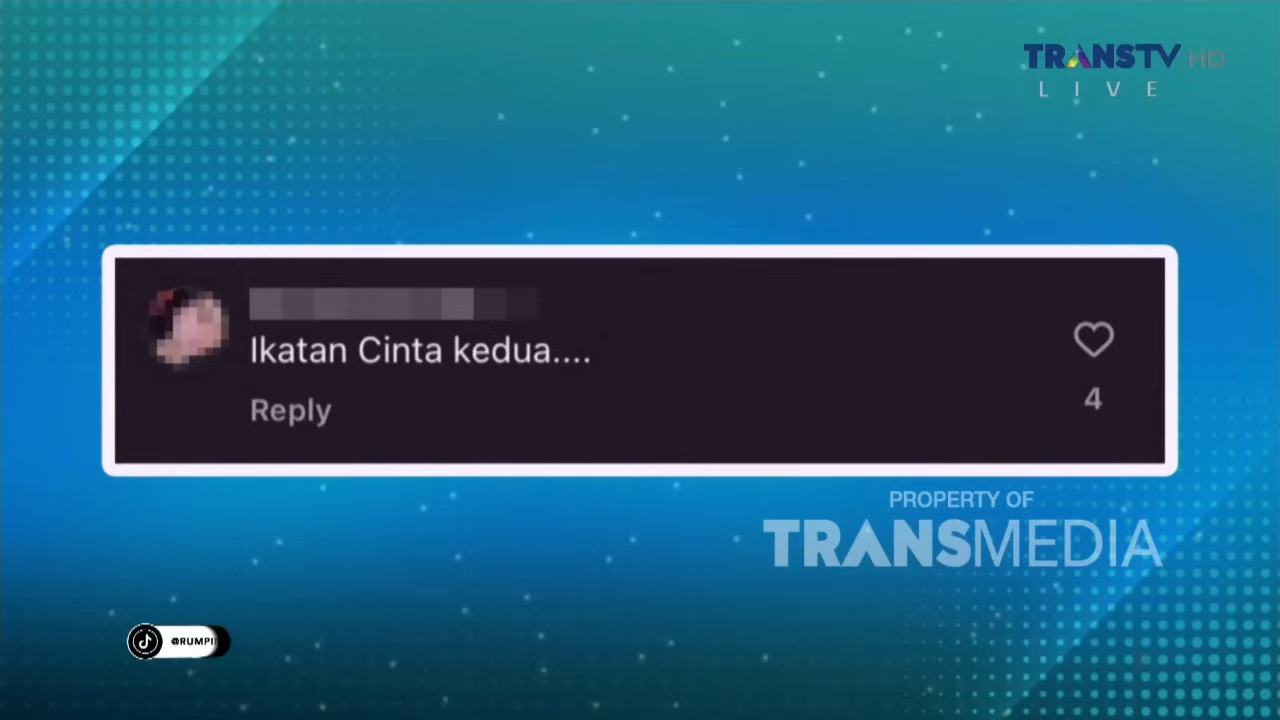 TRANSTV HD
LIVE
Ikatan Cinta kedua....
Reply
4
PROPERTY OF
TRANSMEDIA
@RUMPI